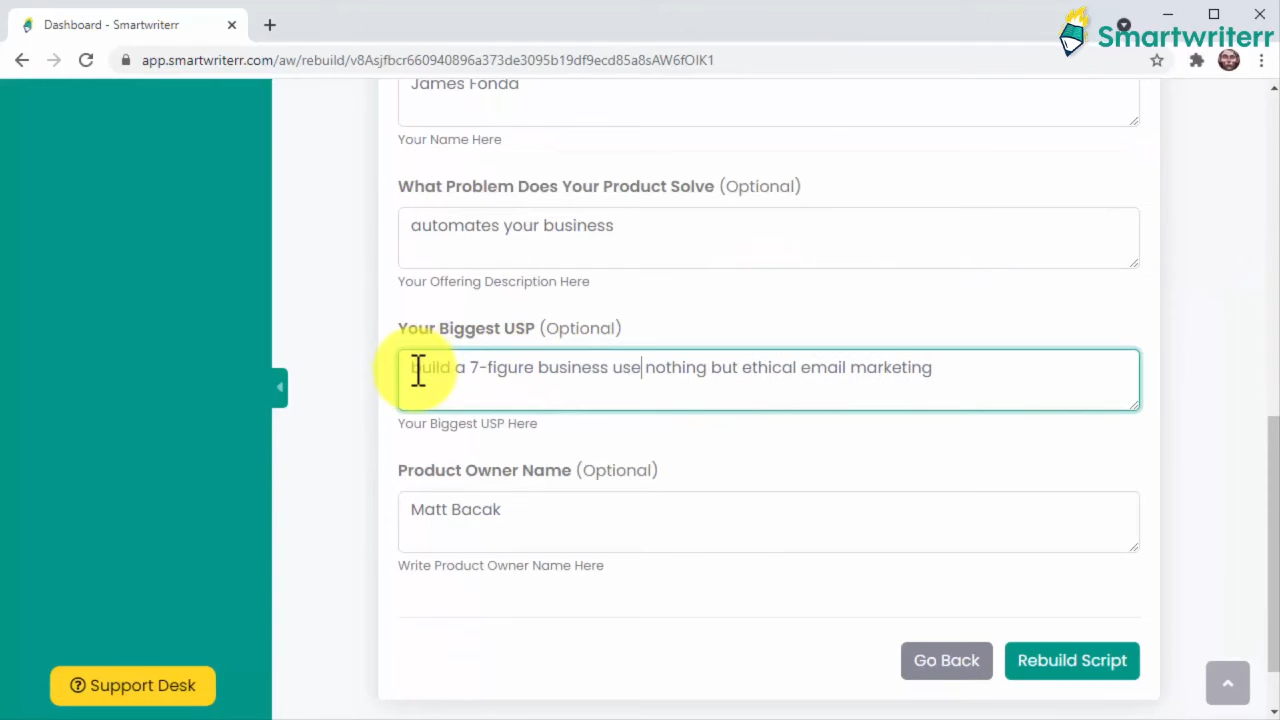 Dashboard - Smartwriterr
Smartwriterr
app.smartwriterr.com/aw/rebuild/v8Asjfbcr660940896a373de3095b19df9ecd85a8sAW6fOIK1
James Fonda
Your Name Here
What Problem Does Your Product Solve (Optional)
automates your business
Your Offering Description Here
Your Biggest USP (Optional)
build a 7-figure business use nothing but ethical email marketing
Your Biggest USP Here
Product Owner Name (Optional)
Matt Bacak
Write Product Owner Name Here
Go Back
Rebuild Script
Support Desk